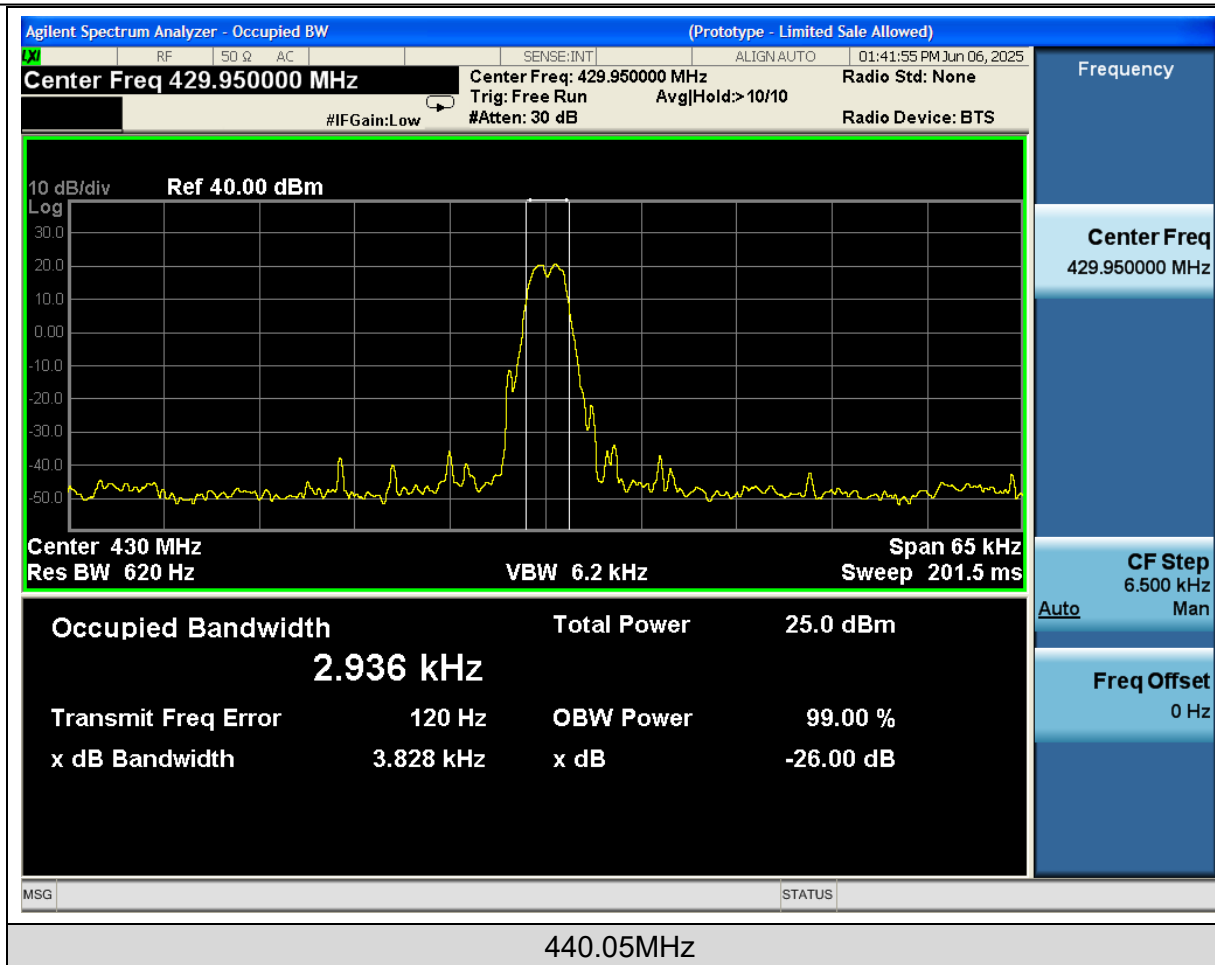 Agilent Spectrum Analyzer - Occupied BW (Prototype - Limited Sale Allowed)
LXI RF 50 Ω AC SENSE:INT ALIGN AUTO 01:41:55 PM Jun 06, 2025
Center Freq 429.950000 MHz
Center Freq: 429.950000 MHz Radio Std: None
Trig: Free Run Avg|Hold:> 10/10
#IFGain:Low #Atten: 30 dB Radio Device: BTS
10 dB/div Ref 40.00 dBm
Log
30.0
20.0
10.0
0.00
-10.0
-20.0
-30.0
-40.0
-50.0
Center 430 MHz Span 65 kHz
Res BW 620 Hz VBW 6.2 kHz Sweep 201.5 ms
Occupied Bandwidth Total Power 25.0 dBm
2.936 kHz
Transmit Freq Error 120 Hz OBW Power 99.00 %
x dB Bandwidth 3.828 kHz x dB -26.00 dB
Frequency
Center Freq
429.950000 MHz
CF Step
6.500 kHz
Auto Man
Freq Offset
0 Hz
MSG STATUS
440.05MHz